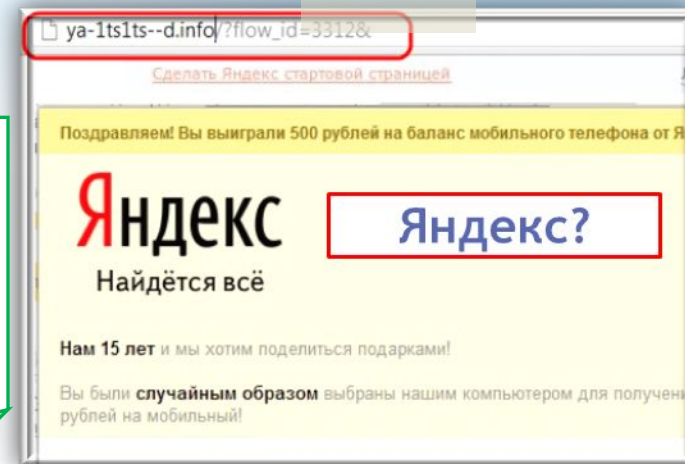 ya-1ts1ts--d.info/?flow_id=3312&
Сделать Яндекс стартовой страницей
Поздравляем! Вы выиграли 500 рублей на баланс мобильного телефона от Я
Яндекс
Яндекс?
Найдётся всё
Нам 15 лет и мы хотим поделиться подарками!
Вы были случайным образом выбраны нашим компьютером для получени
рублей на мобильный!